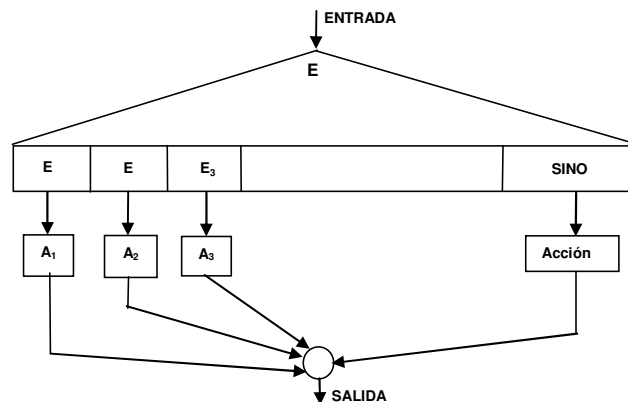 ENTRADA
E
E E E₃ SINO
A₁ A₂ A₃ Acción
SALIDA